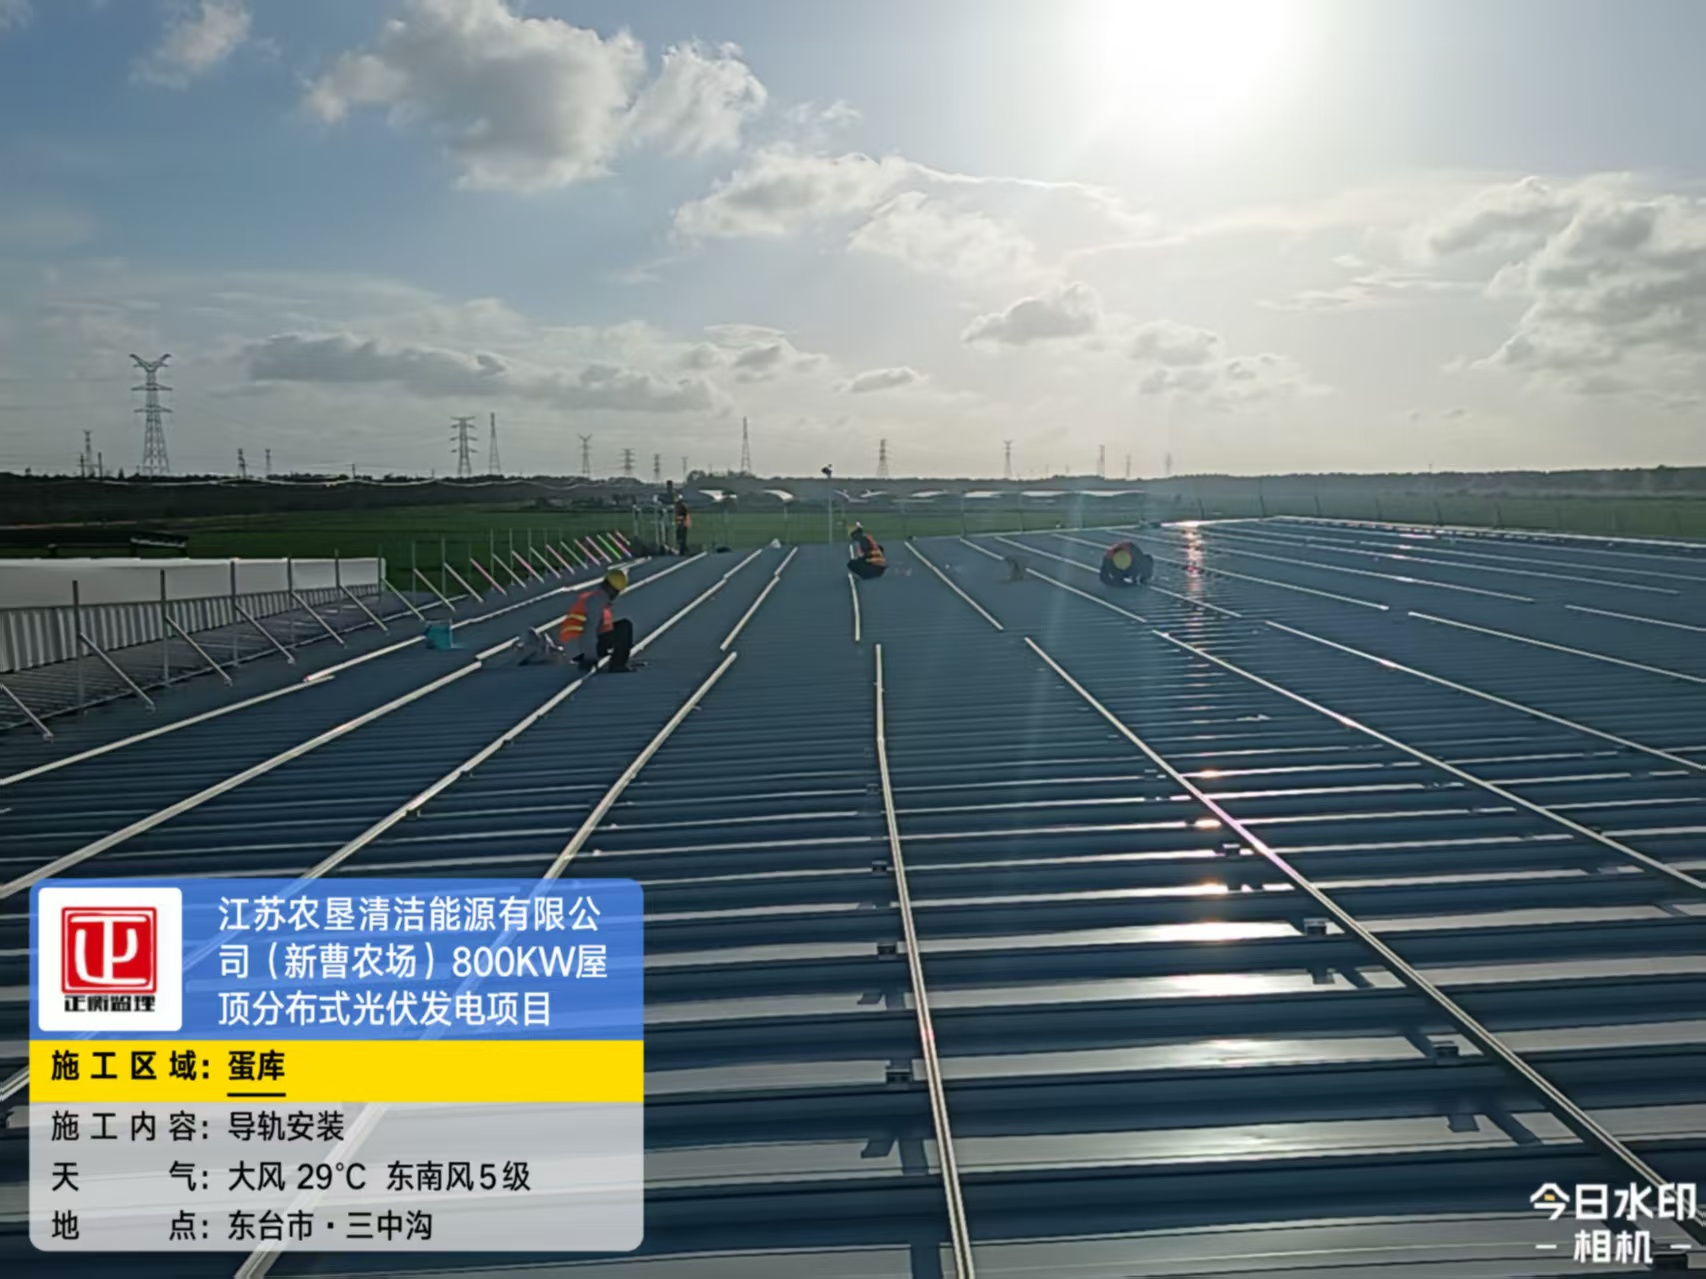 江苏农垦清洁能源有限公
司（新曹农场）800KW屋
顶分布式光伏发电项目
正衡监理
施工区域：蛋库
施工内容：导轨安装
天气：大风 29℃ 东南风5级
地点：东台市·三中沟
今日水印
－相机－